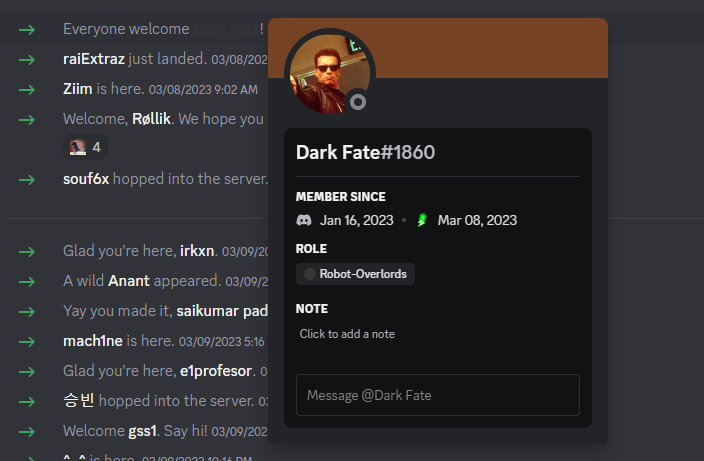 Everyone welcome Dark Fate!
raiExtraz just landed. 03/08/202
Ziim is here. 03/08/2023 9:02 AM
Welcome, Røllik. We hope you
4
souf6x hopped into the server.
Glad you're here, irkxn. 03/09/20
A wild Anant appeared. 03/09/2
Yay you made it, saikumar pad
mach1ne is here. 03/09/2023 5:16
Glad you're here, e1profesor. 0
승빈 hopped into the server. 03
Welcome gss1. Say hi! 03/09/202
^_^ is here. 03/09/2023 10:16 PM
Dark Fate#1860
MEMBER SINCE
Jan 16, 2023 • Mar 08, 2023
ROLE
Robot-Overlords
NOTE
Click to add a note
Message @Dark Fate